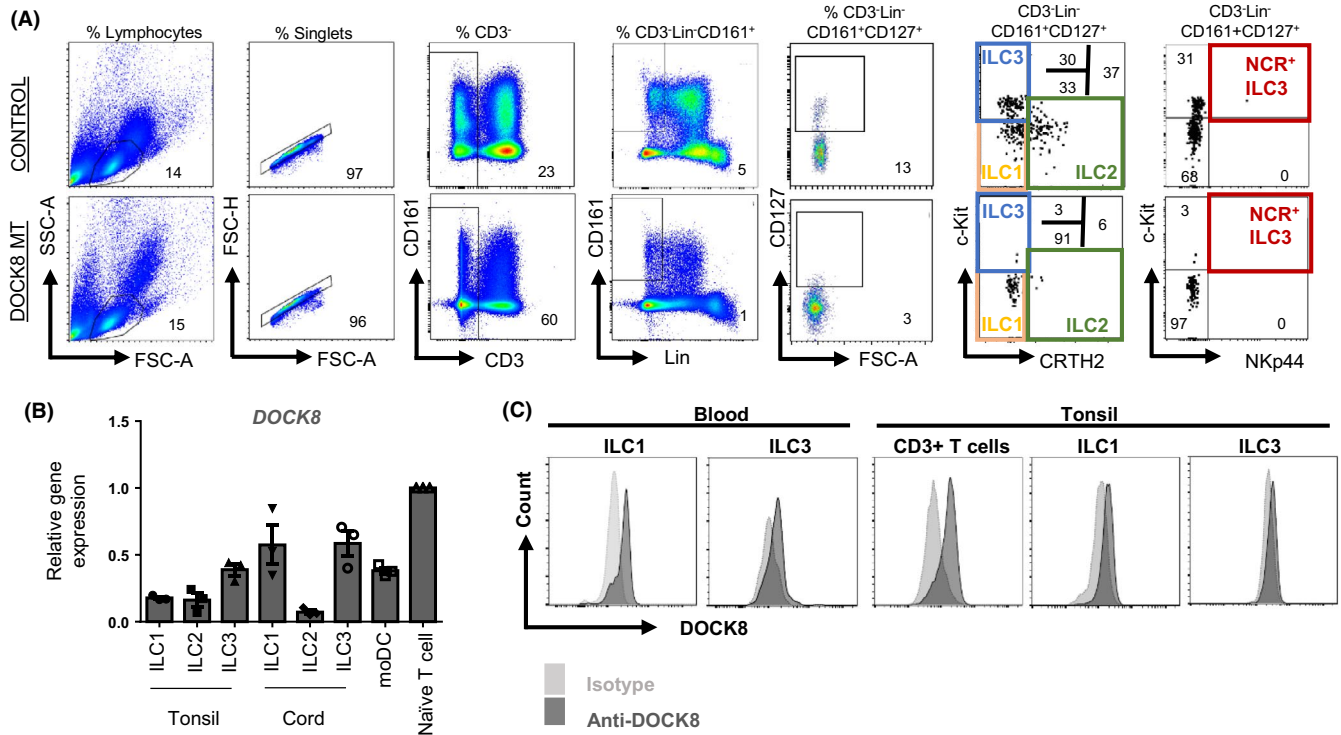 (A)
% Lymphocytes
% Singlets
% CD3⁻
% CD3⁻Lin⁻CD161⁺
% CD3⁻Lin⁻
CD161⁺CD127⁺
CD3⁻Lin⁻
CD161⁺CD127⁺
CD3⁻Lin⁻
CD161+CD127⁺
CONTROL
14
97
23
5
13
ILC3
30
37
33
ILC1
ILC2
31
NCR⁺
ILC3
68
0
DOCK8 MT
SSC-A
15
FSC-A
FSC-H
96
FSC-A
CD161
60
CD3
CD161
1
Lin
CD127
3
FSC-A
c-Kit
ILC3
3
6
91
ILC1
ILC2
CRTH2
c-Kit
3
NCR⁺
ILC3
97
0
NKp44
(B)
DOCK8
Relative gene
expression
1.5
1.0
0.5
0.0
ILC1
ILC2
ILC3
ILC1
ILC2
ILC3
moDC
Naïve T cell
Tonsil
Cord
(C)
Blood
Tonsil
ILC1
ILC3
CD3+ T cells
ILC1
ILC3
Count
DOCK8
Isotype
Anti-DOCK8